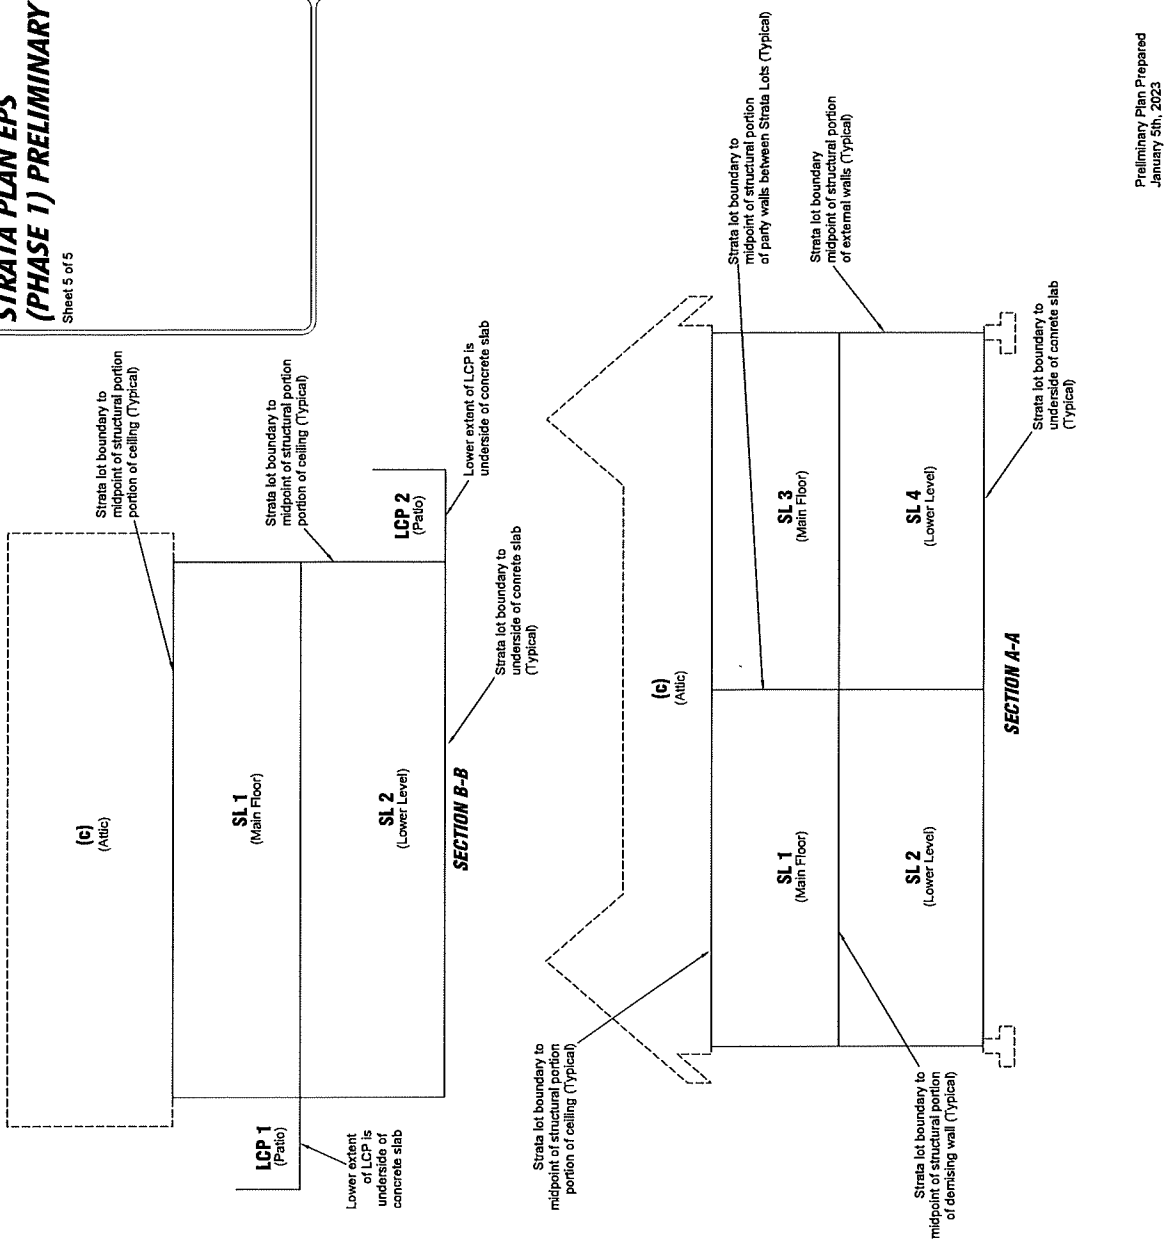 STRATA PLAN EPS
(PHASE 1) PRELIMINARY
Sheet 5 of 5
(c)
(Attic)
Strata lot boundary to
midpoint of structural portion
portion of ceiling (Typical)
SL 1
(Main Floor)
Strata lot boundary to
midpoint of structural portion
portion of ceiling (Typical)
LCP 1
(Patio)
Lower extent
of LCP is
underside of
concrete slab
SL 2
(Lower Level)
LCP 2
(Patio)
Lower extent of LCP is
underside of concrete slab
Strata lot boundary to
underside of conrete slab
(Typical)
SECTION B-B
Strata lot boundary to
midpoint of structural portion
portion of ceiling (Typical)
(c)
(Attic)
Strata lot boundary to
midpoint of structural portion
of party walls between Strata Lots (Typical)
SL 1
(Main Floor)
SL 3
(Main Floor)
Strata lot boundary
midpoint of structural portion
of external walls (Typical)
SL 2
(Lower Level)
SL 4
(Lower Level)
Strata lot boundary to
midpoint of structural portion
of demising wall (Typical)
Strata lot boundary to
underside of conrete slab
(Typical)
SECTION A-A
Preliminary Plan Prepared
January 5th, 2023